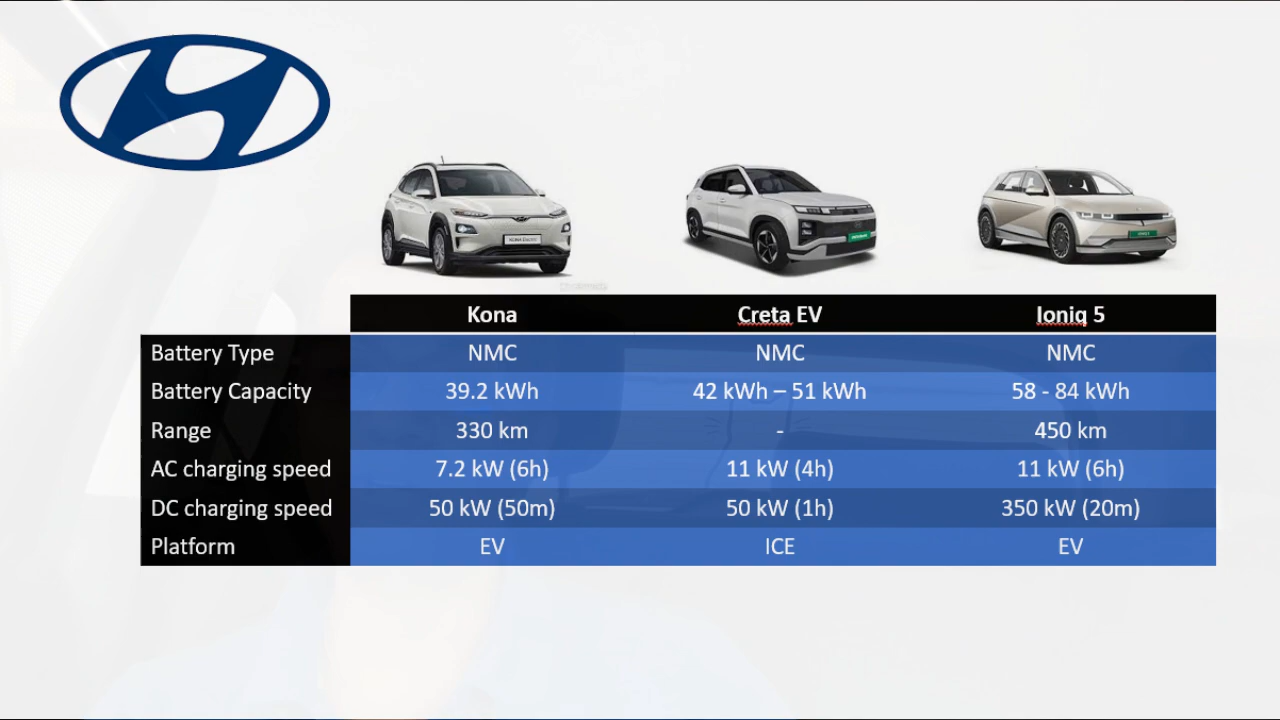 Kona Creta EV Ioniq 5
Battery Type NMC NMC NMC
Battery Capacity 39.2 kWh 42 kWh – 51 kWh 58 - 84 kWh
Range 330 km - 450 km
AC charging speed 7.2 kW (6h) 11 kW (4h) 11 kW (6h)
DC charging speed 50 kW (50m) 50 kW (1h) 350 kW (20m)
Platform EV ICE EV